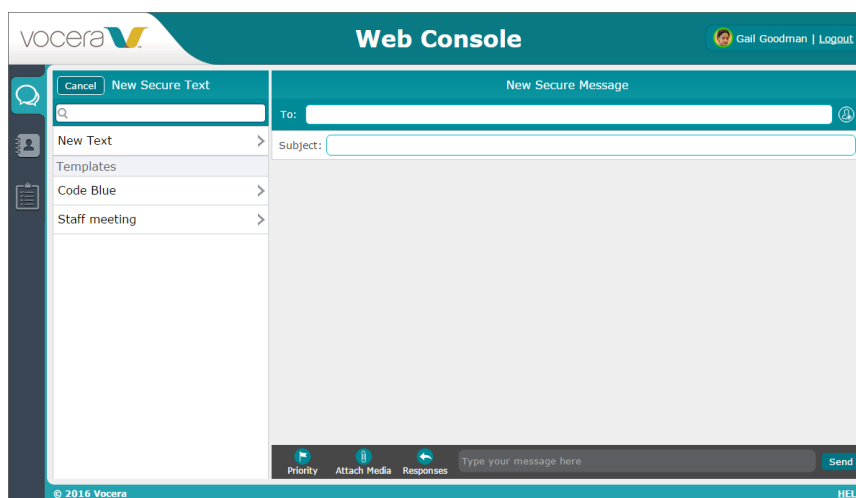 vocera
Web Console
Gail Goodman | Logout
Cancel New Secure Text
New Secure Message
To:
New Text
Subject:
Templates
Code Blue
Staff meeting
Priority Attach Media Responses
Type your message here
Send
© 2016 Vocera
HEL